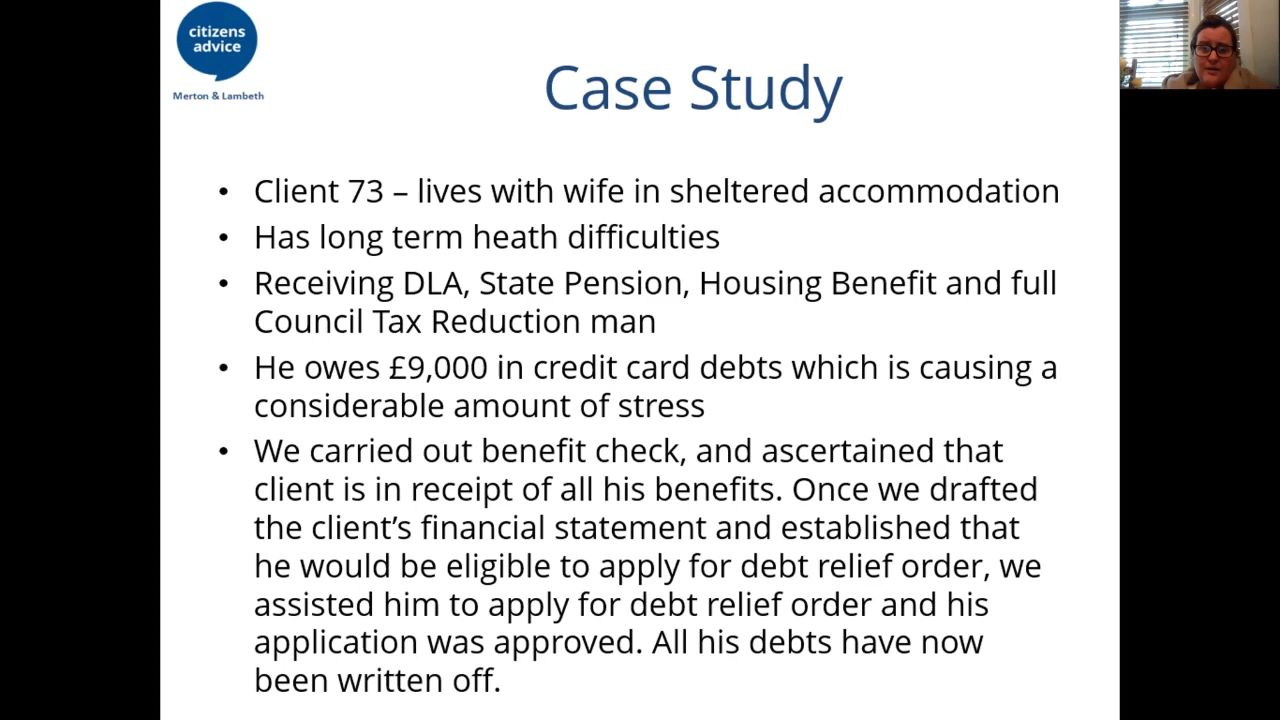 citizens
advice
Merton & Lambeth
Case Study
• Client 73 – lives with wife in sheltered accommodation
• Has long term heath difficulties
• Receiving DLA, State Pension, Housing Benefit and full
Council Tax Reduction man
• He owes £9,000 in credit card debts which is causing a
considerable amount of stress
• We carried out benefit check, and ascertained that
client is in receipt of all his benefits. Once we drafted
the client’s financial statement and established that
he would be eligible to apply for debt relief order, we
assisted him to apply for debt relief order and his
application was approved. All his debts have now
been written off.